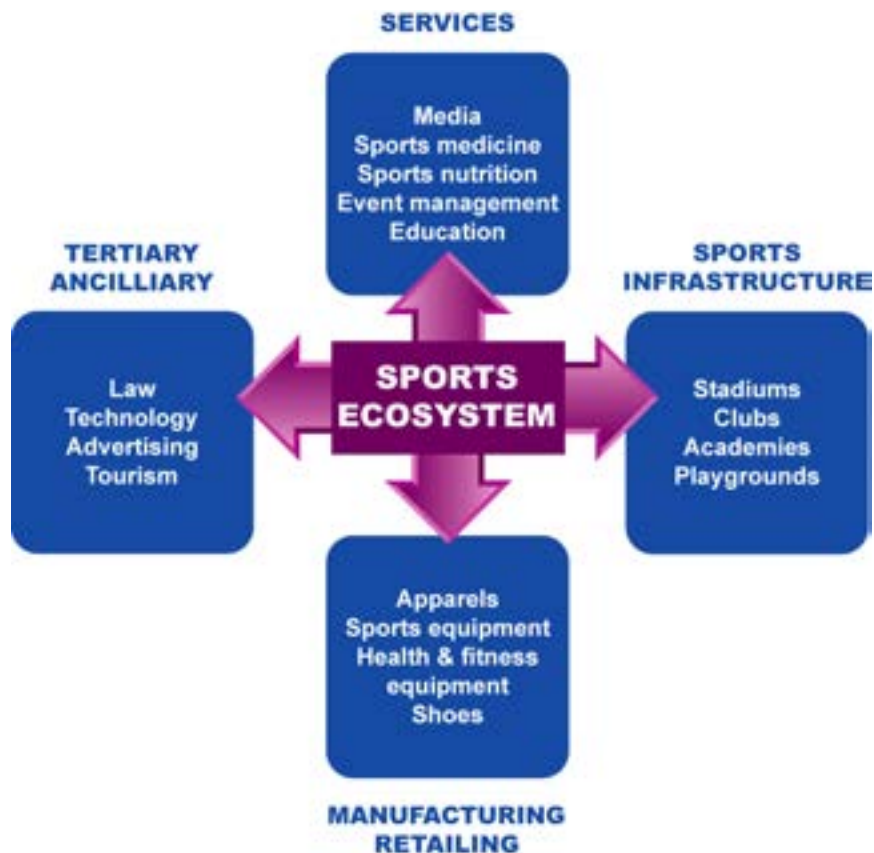 SERVICES
Media
Sports medicine
Sports nutrition
Event management
Education
TERTIARY
ANCILLIARY
Law
Technology
Advertising
Tourism
SPORTS
ECOSYSTEM
SPORTS
INFRASTRUCTURE
Stadiums
Clubs
Academies
Playgrounds
Apparels
Sports equipment
Health & fitness
equipment
Shoes
MANUFACTURING
RETAILING